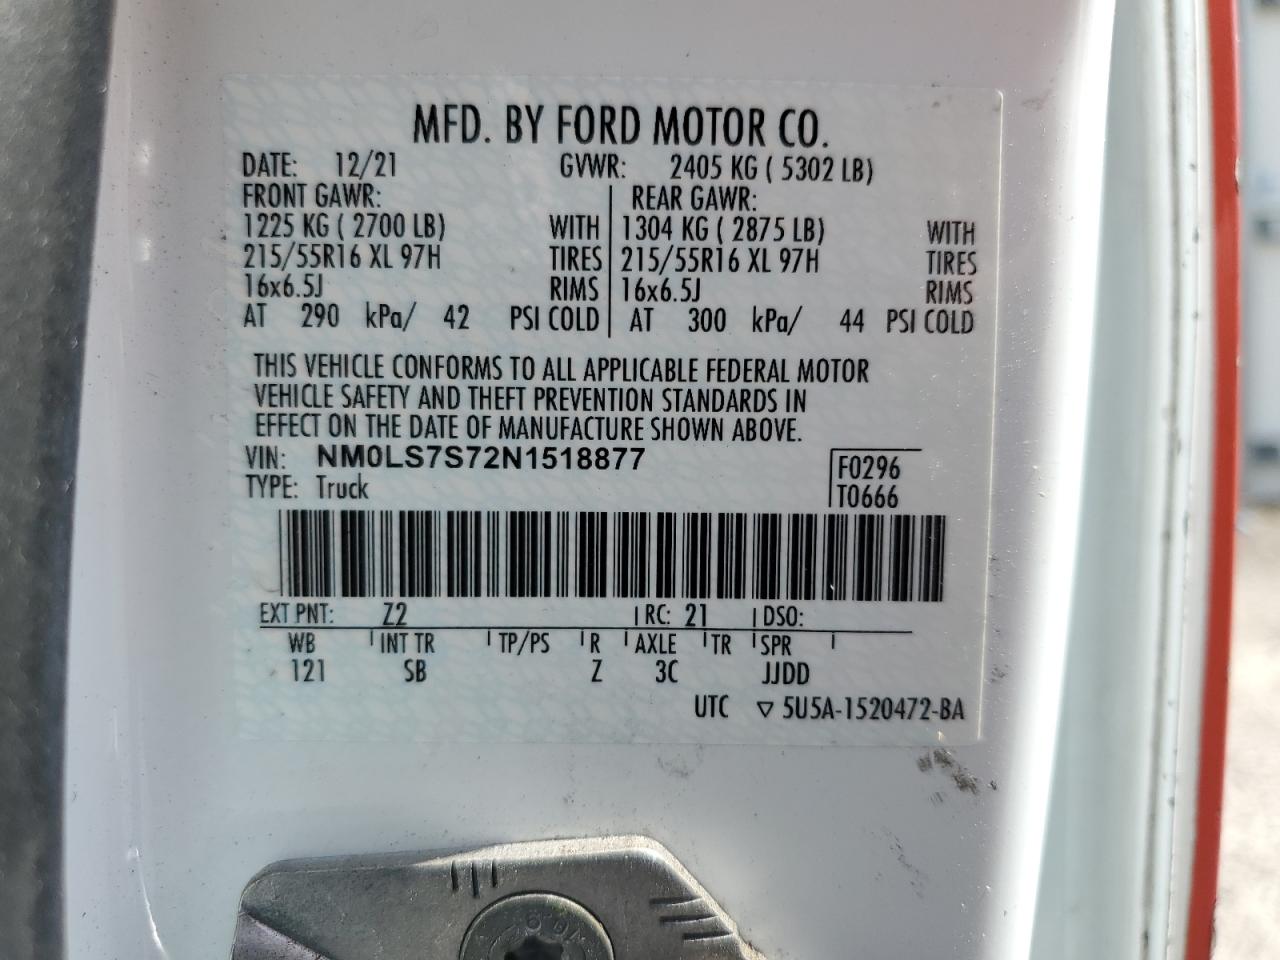 MFD. BY FORD MOTOR CO.
DATE: 12/21 GVWR: 2405 KG ( 5302 LB)
FRONT GAWR: REAR GAWR:
1225 KG ( 2700 LB) WITH 1304 KG ( 2875 LB) WITH
215/55R16 XL 97H TIRES 215/55R16 XL 97H TIRES
16x6.5J RIMS 16x6.5J RIMS
AT 290 kPa/ 42 PSI COLD AT 300 kPa/ 44 PSI COLD
THIS VEHICLE CONFORMS TO ALL APPLICABLE FEDERAL MOTOR
VEHICLE SAFETY AND THEFT PREVENTION STANDARDS IN
EFFECT ON THE DATE OF MANUFACTURE SHOWN ABOVE.
VIN: NM0LS7S72N1518877 F0296
TYPE: Truck T0666
EXT PNT: Z2 RC: 21 DSO:
WB INT TR TP/PS R AXLE TR SPR
121 SB Z 3C JJDD
UTC ▽ 5U5A-1520472-BA